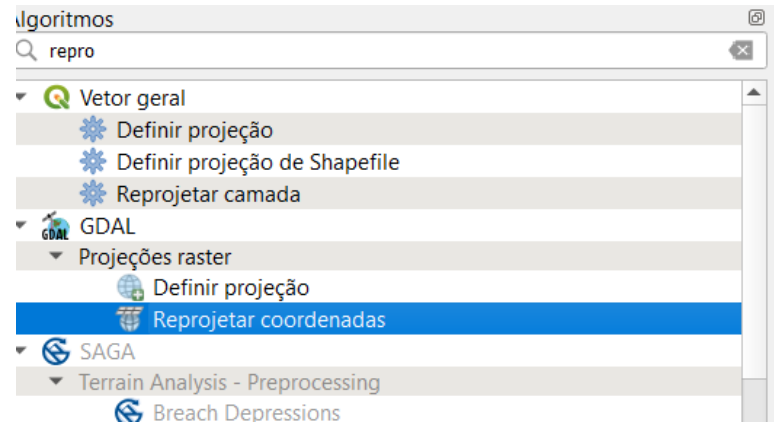 Algoritmos
repro
Vetor geral
Definir projeção
Definir projeção de Shapefile
Reprojetar camada
GDAL GDAL
Projeções raster
Definir projeção
Reprojetar coordenadas
SAGA
Terrain Analysis - Preprocessing
Breach Depressions